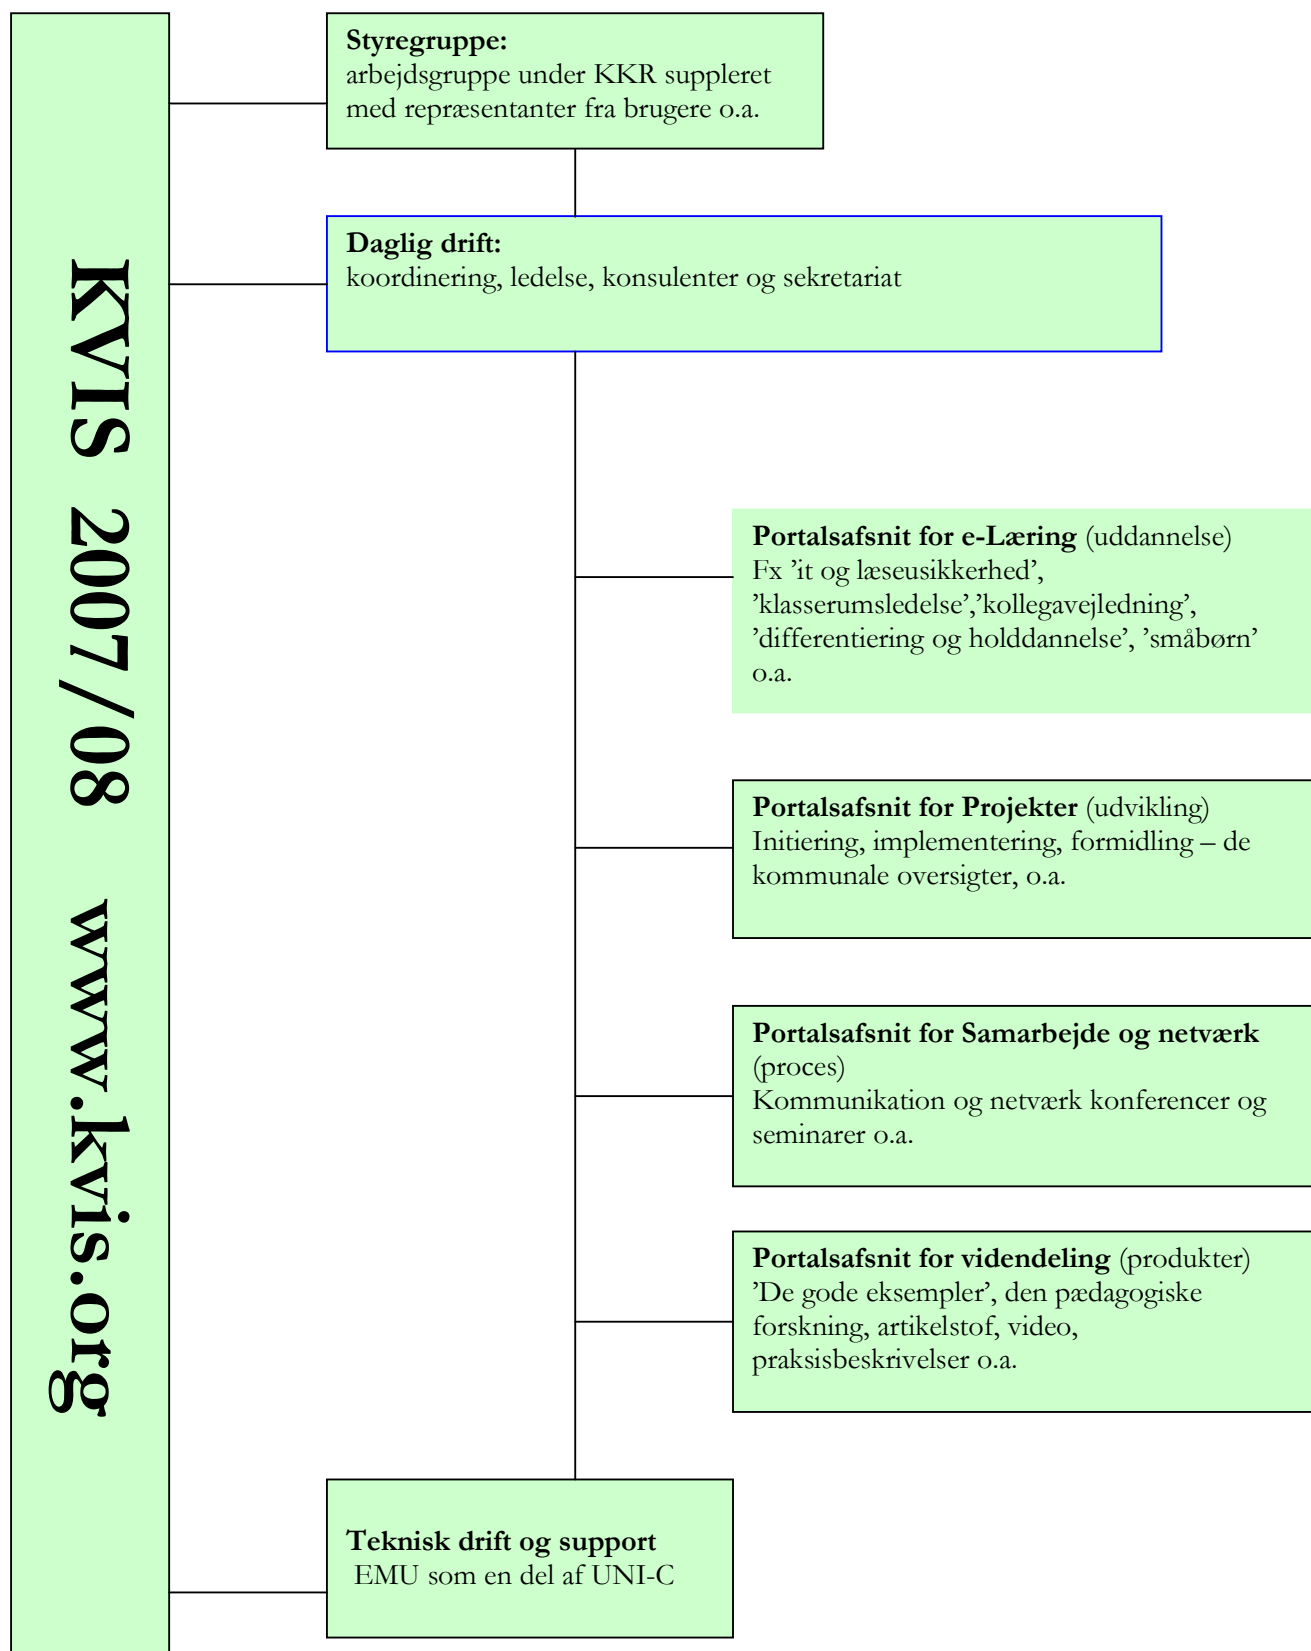 KVIS 2007/08 www.kvis.org
Styregruppe:
arbejdsgruppe under KKR suppleret
med repræsentanter fra brugere o.a.
Daglig drift:
koordinering, ledelse, konsulenter og sekretariat
Portalsafsnit for e-Læring (uddannelse)
Fx ’it og læseusikkerhed’,
’klasserumsledelse’,’kollegavejledning’,
’differentiering og holddannelse’, ’småbørn’
o.a.
Portalsafsnit for Projekter (udvikling)
Initiering, implementering, formidling – de
kommunale oversigter, o.a.
Portalsafsnit for Samarbejde og netværk
(proces)
Kommunikation og netværk konferencer og
seminarer o.a.
Portalsafsnit for videndeling (produkter)
’De gode eksempler’, den pædagogiske
forskning, artikelstof, video,
praksisbeskrivelser o.a.
Teknisk drift og support
EMU som en del af UNI-C